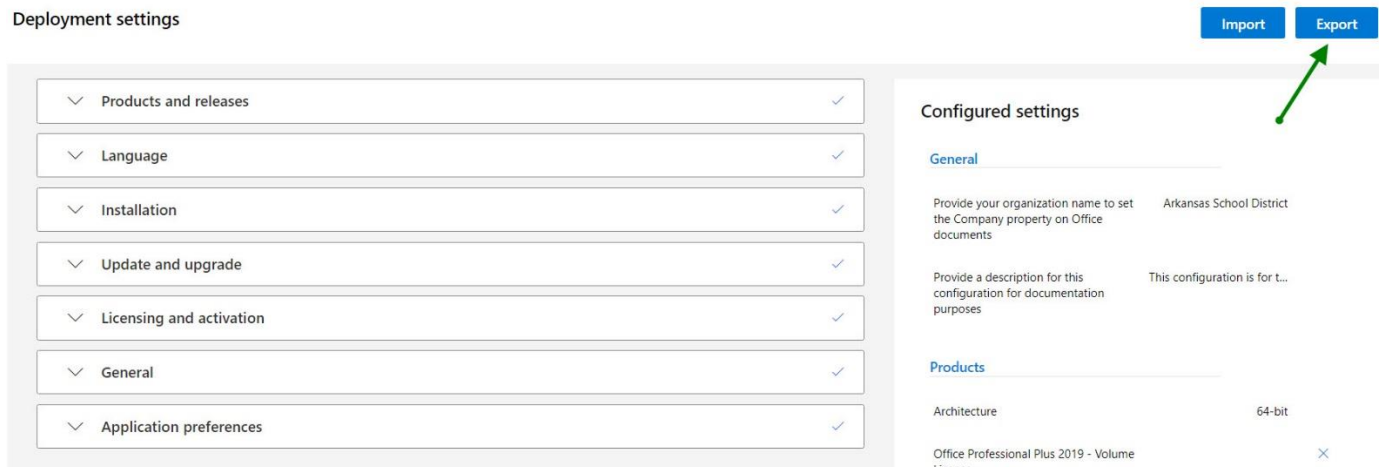 Deployment settings
Import
Export
Products and releases
Language
Installation
Update and upgrade
Licensing and activation
General
Application preferences
Configured settings
General
Provide your organization name to set
the Company property on Office
documents
Arkansas School District
Provide a description for this
configuration for documentation
purposes
This configuration is for t...
Products
Architecture
64-bit
Office Professional Plus 2019 - Volume